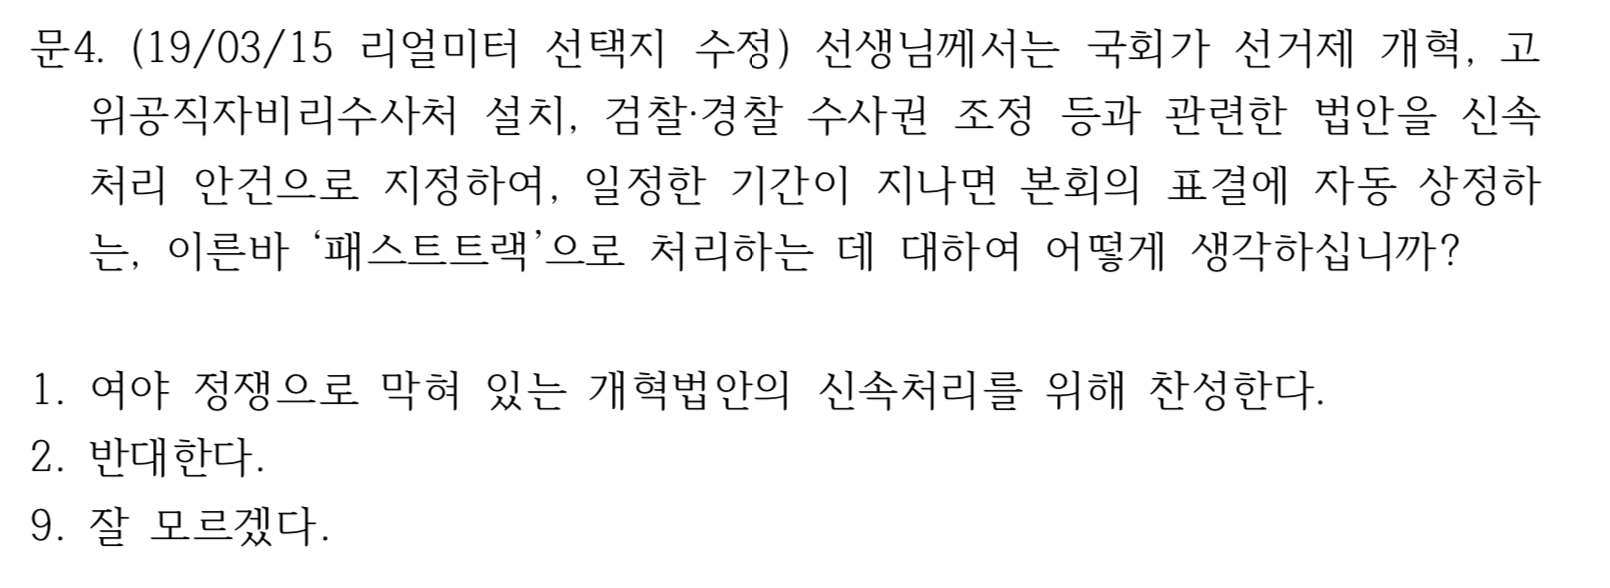 문4. (19/03/15 리얼미터 선택지 수정) 선생님께서는 국회가 선거제 개혁, 고
위공직자비리수사처 설치, 검찰·경찰 수사권 조정 등과 관련한 법안을 신속
처리 안건으로 지정하여, 일정한 기간이 지나면 본회의 표결에 자동 상정하
는, 이른바 ‘패스트트랙’으로 처리하는 데 대하여 어떻게 생각하십니까?
1. 여야 정쟁으로 막혀 있는 개혁법안의 신속처리를 위해 찬성한다.
2. 반대한다.
9. 잘 모르겠다.